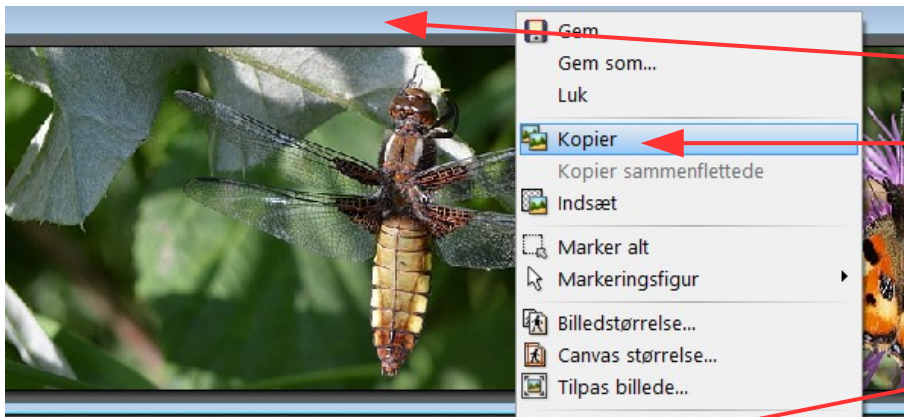 Gem
Gem som...
Luk
Kopier
Kopier sammenflettede
Indsæt
Marker alt
Markeringsfigur
Billedstørrelse...
Canvas størrelse...
Tilpas billede...